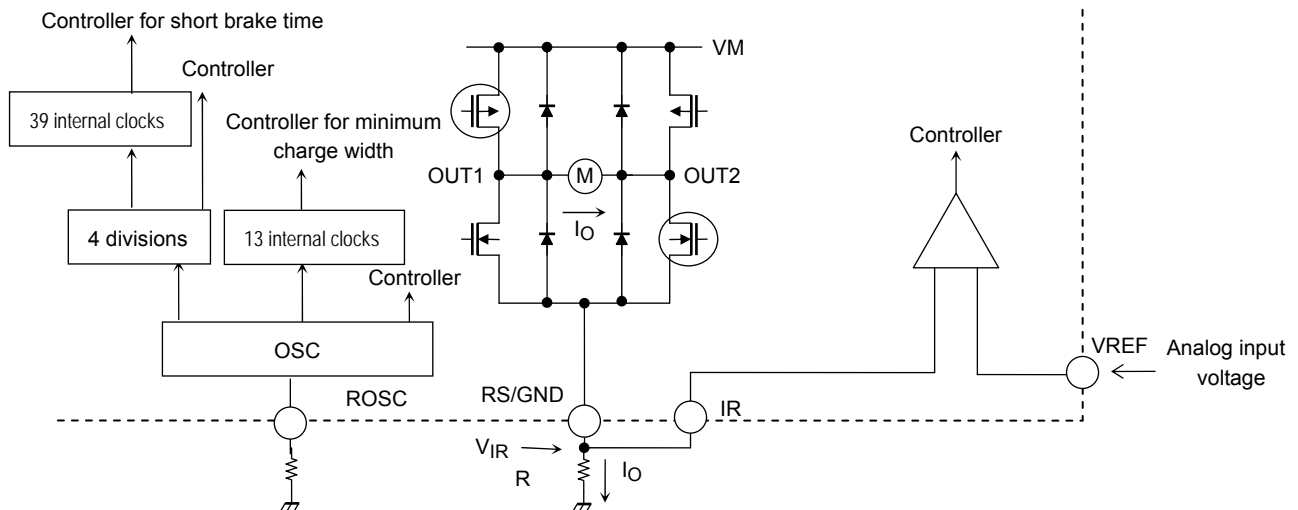 Controller for short brake time
Controller
39 internal clocks
Controller for minimum
charge width
4 divisions
13 internal clocks
Controller
OSC
ROSC
VM
OUT1
M
OUT2
IO
RS/GND
IR
VIR
R
IO
Controller
VREF
Analog input
voltage